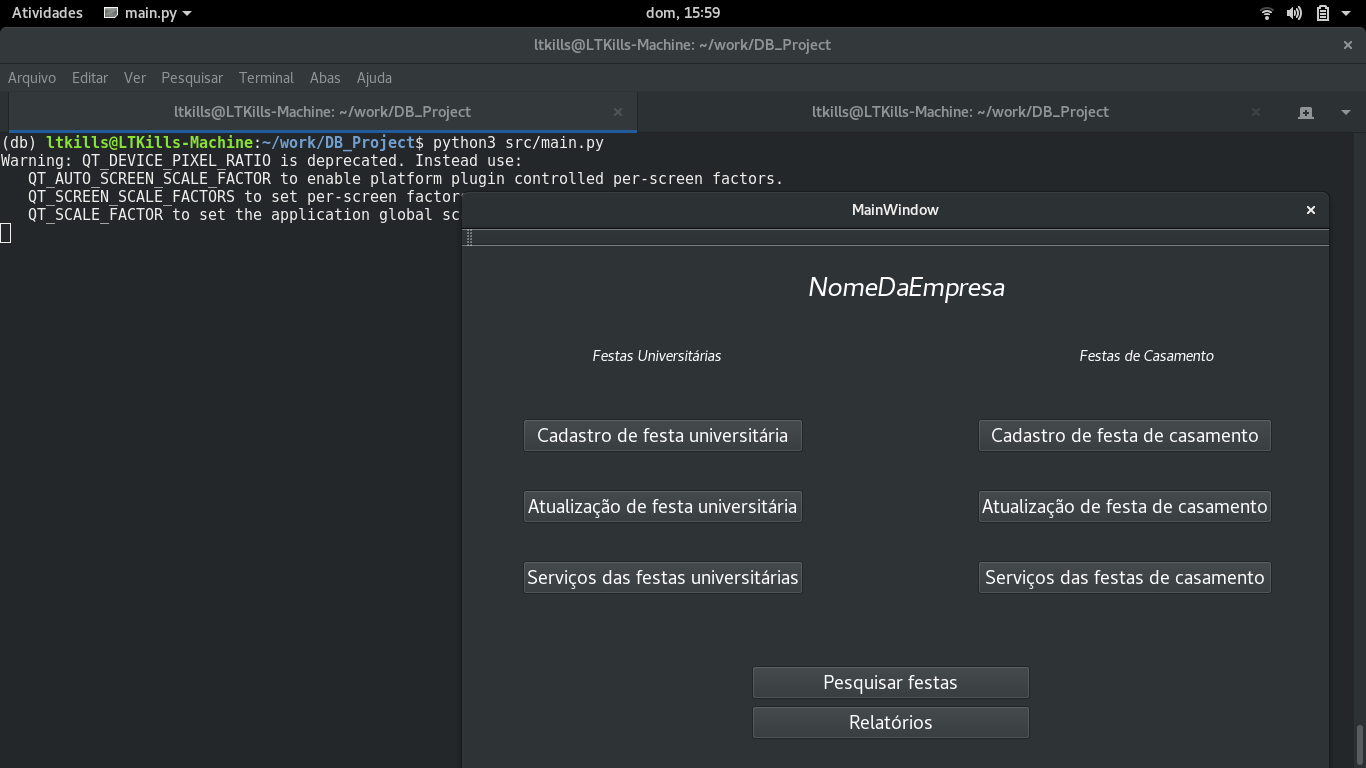 Atividades main.py dom, 15:59
ltkills@LTKills-Machine: ~/work/DB_Project
Arquivo Editar Ver Pesquisar Terminal Abas Ajuda
ltkills@LTKills-Machine: ~/work/DB_Project ltkills@LTKills-Machine: ~/work/DB_Project
(db) ltkills@LTKills-Machine:~/work/DB_Project$ python3 src/main.py
Warning: QT_DEVICE_PIXEL_RATIO is deprecated. Instead use:
QT_AUTO_SCREEN_SCALE_FACTOR to enable platform plugin controlled per-screen factors.
QT_SCREEN_SCALE_FACTORS to set per-screen factor
QT_SCALE_FACTOR to set the application global sc
MainWindow
NomeDaEmpresa
Festas Universitárias Festas de Casamento
Cadastro de festa universitária Cadastro de festa de casamento
Atualização de festa universitária Atualização de festa de casamento
Serviços das festas universitárias Serviços das festas de casamento
Pesquisar festas
Relatórios